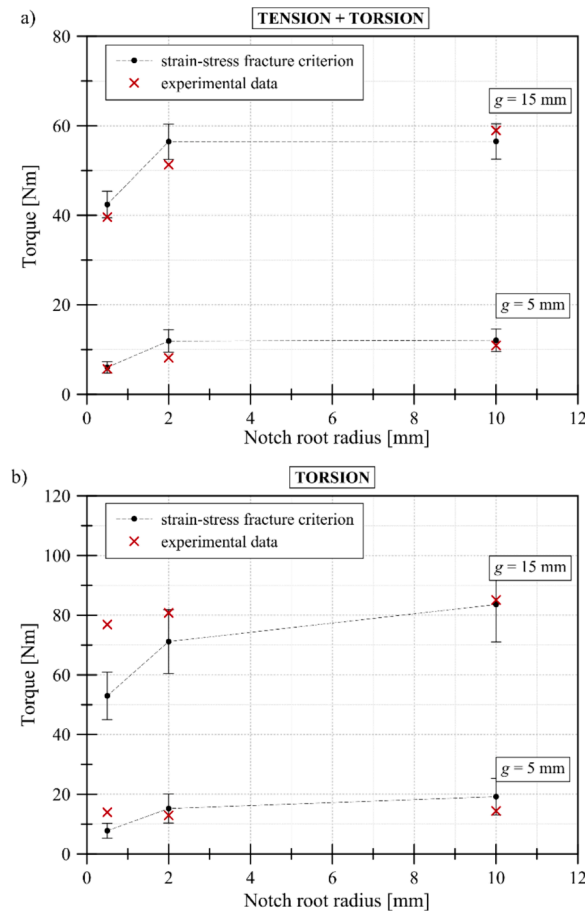 a)
TENSION + TORSION
80
60
40
20
0
Torque [Nm]
strain-stress fracture criterion
experimental data
g = 15 mm
g = 5 mm
0 2 4 6 8 10 12
Notch root radius [mm]
b)
TORSION
120
100
80
60
40
20
0
Torque [Nm]
strain-stress fracture criterion
experimental data
g = 15 mm
g = 5 mm
0 2 4 6 8 10 12
Notch root radius [mm]